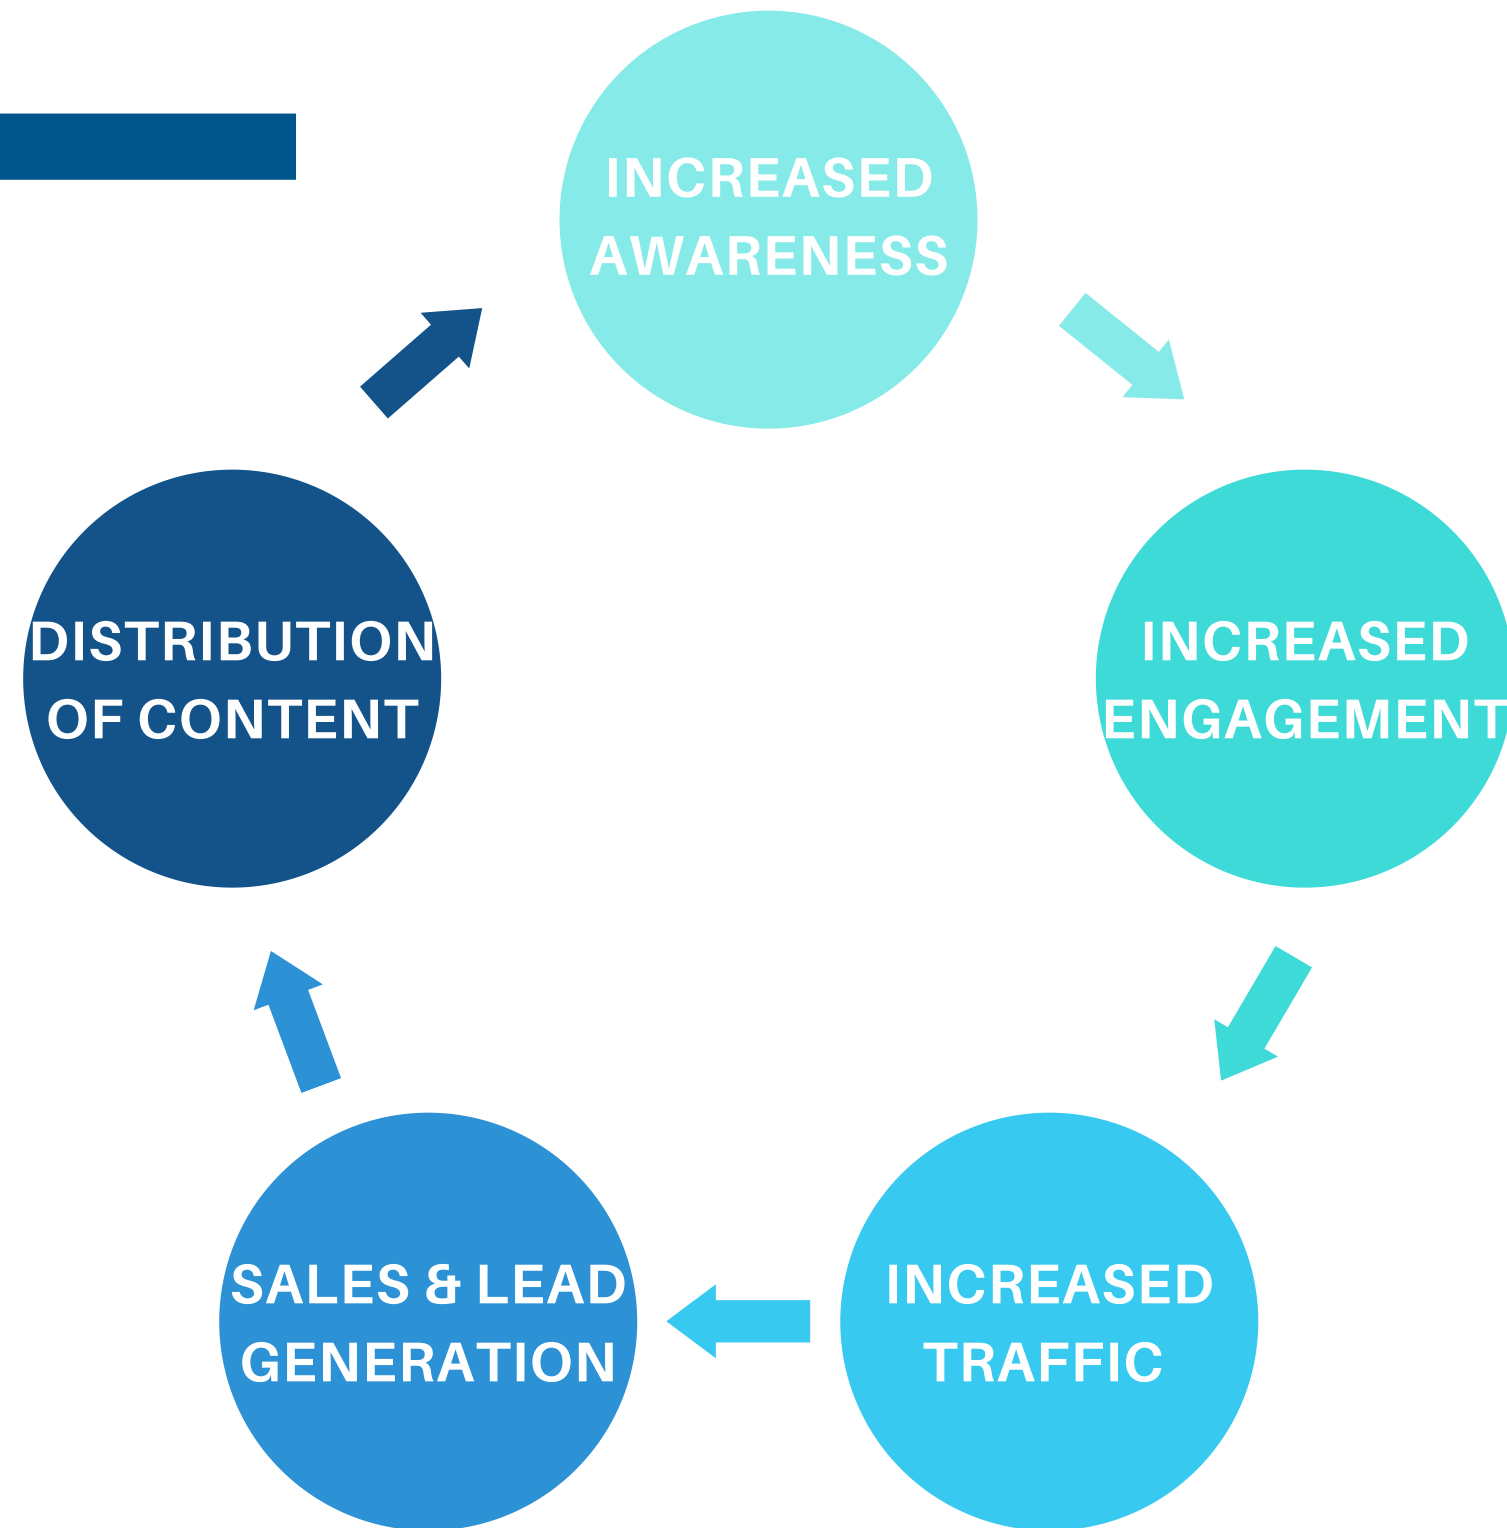 INCREASED
AWARENESS
INCREASED
ENGAGEMENT
INCREASED
TRAFFIC
SALES & LEAD
GENERATION
DISTRIBUTION
OF CONTENT